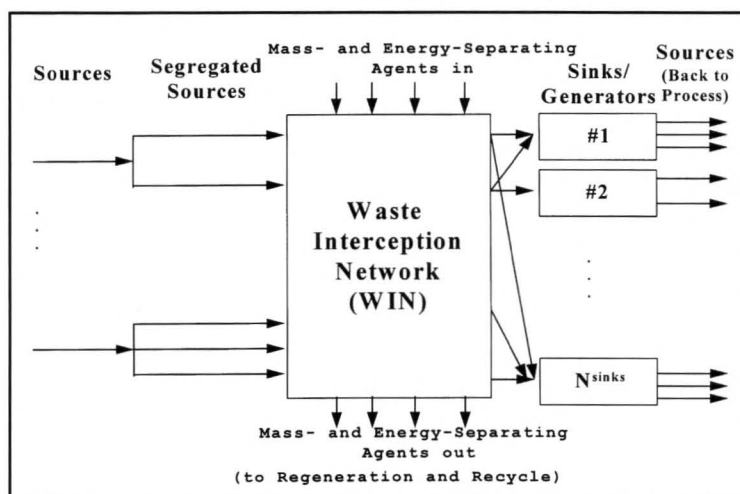 Mass- and Energy-Separating
Agents in
Sources
Segregated
Sources
Sinks/
Generators
Sources
(Back to
Process)
#1
#2
Waste
Interception
Network
(WIN)
Nsinks
Mass- and Energy-Separating
Agents out
(to Regeneration and Recycle)